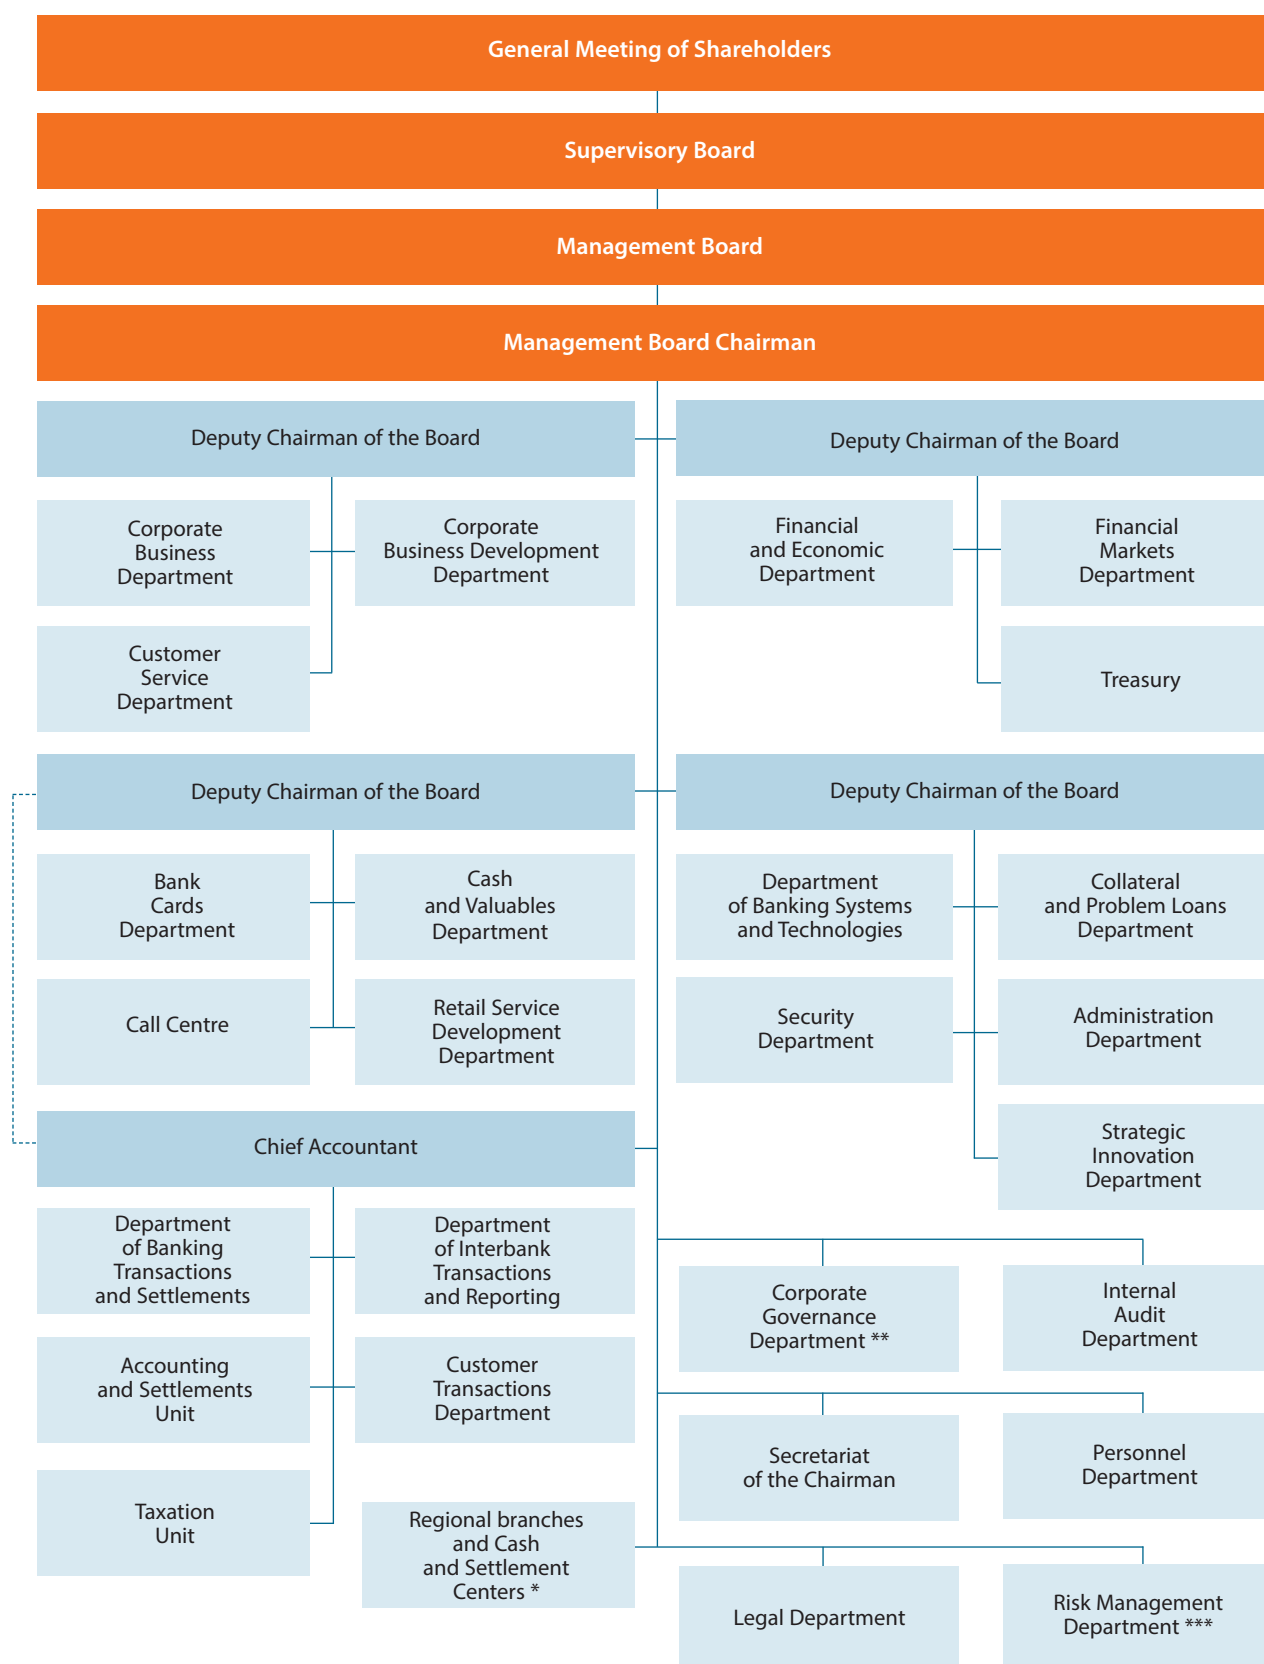 General Meeting of Shareholders
Supervisory Board
Management Board
Management Board Chairman
Deputy Chairman of the Board
Corporate
Business
Department
Corporate
Business Development
Department
Customer
Service
Department
Deputy Chairman of the Board
Financial
and Economic
Department
Financial
Markets
Department
Treasury
Deputy Chairman of the Board
Bank
Cards
Department
Cash
and Valuables
Department
Call Centre
Retail Service
Development
Department
Deputy Chairman of the Board
Department
of Banking Systems
and Technologies
Collateral
and Problem Loans
Department
Security
Department
Administration
Department
Strategic
Innovation
Department
Chief Accountant
Department
of Banking
Transactions
and Settlements
Department
of Interbank
Transactions
and Reporting
Accounting
and Settlements
Unit
Customer
Transactions
Department
Taxation
Unit
Regional branches
and Cash
and Settlement
Centers *
Corporate
Governance
Department **
Internal
Audit
Department
Secretariat
of the Chairman
Personnel
Department
Legal Department
Risk Management
Department ***